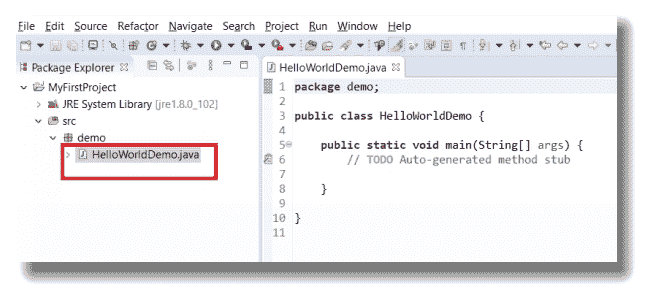 File Edit Source Refactor Navigate Search Project Run Window Help
Package Explorer
MyFirstProject
JRE System Library [jre1.8.0_102]
src
demo
HelloWorldDemo.java
HelloWorldDemo.java
1 package demo;
2
3 public class HelloWorldDemo {
4
5 public static void main(String[] args) {
6 // TODO Auto-generated method stub
7
8 }
9
10 }
11